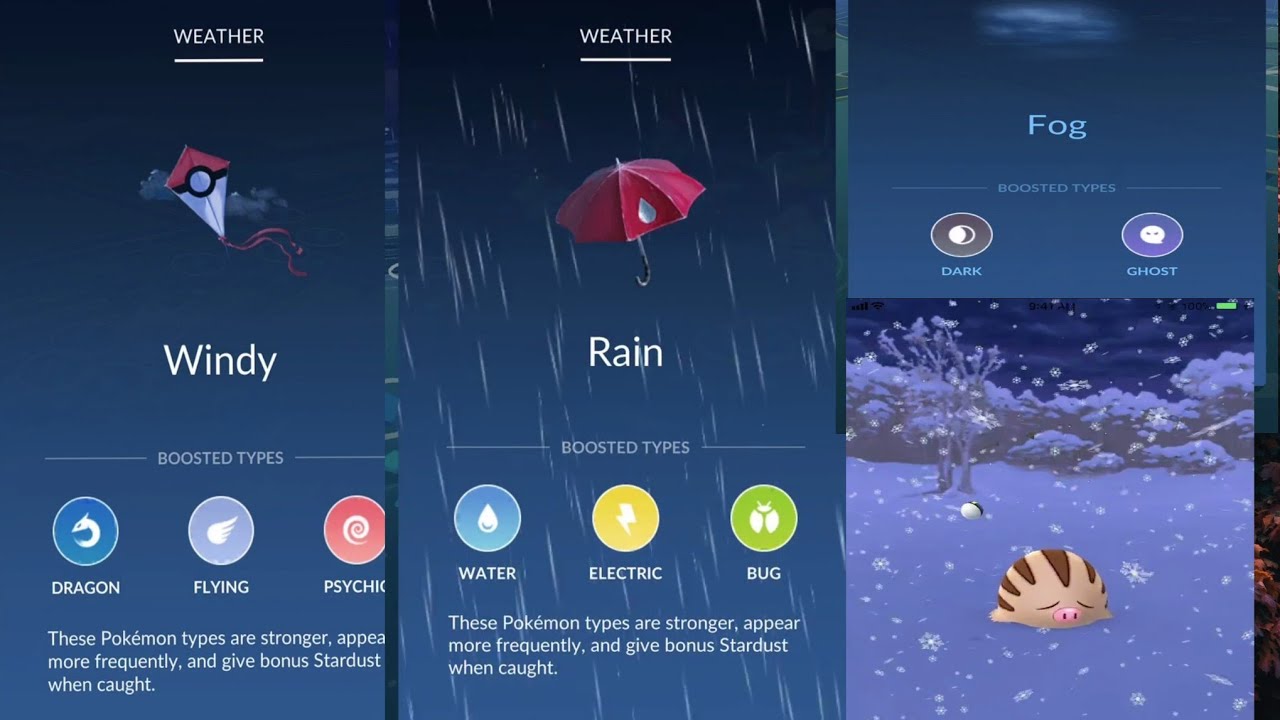 WEATHER
Windy
BOOSTED TYPES
DRAGON FLYING PSYCHIC
These Pokémon types are stronger, appea
more frequently, and give bonus Stardust
when caught.
WEATHER
Rain
BOOSTED TYPES
WATER ELECTRIC BUG
These Pokémon types are stronger, appear
more frequently, and give bonus Stardust
when caught.
Fog
BOOSTED TYPES
DARK GHOST
9:41 AM 100%